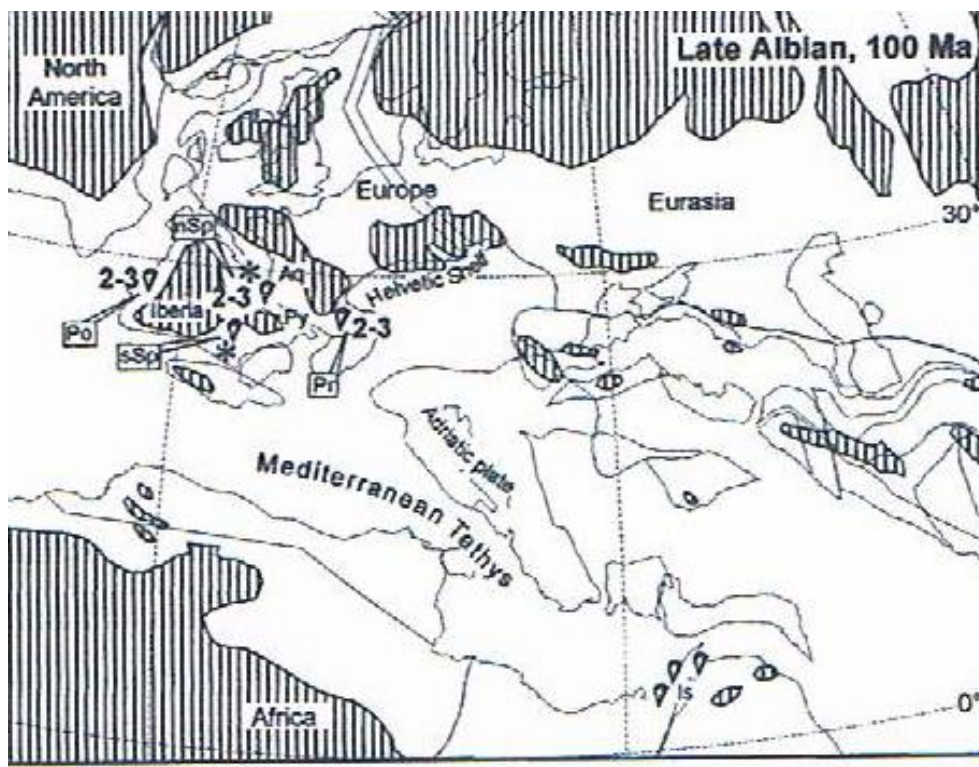 Late Albian, 100 Ma
North
America
Europe
Eurasia
30°
nSp
Aq
Helvetic Shelf
2-3
2-3
Iberia
Py
2-3
Po
sSp
Pr
Adriatic plate
Mediterranean Tethys
Is
0°
Africa